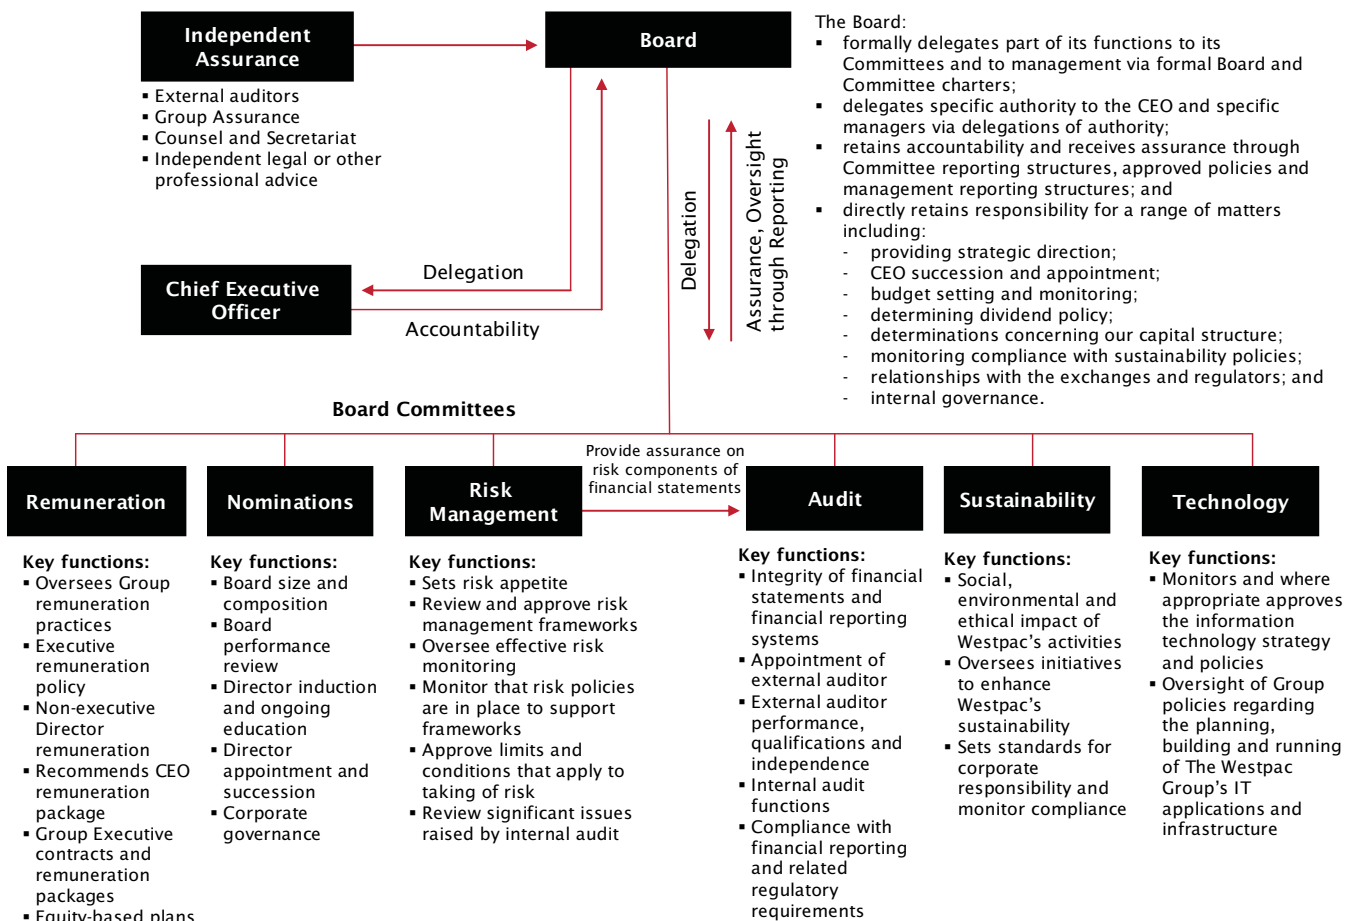 Independent
Assurance
▪ External auditors
▪ Group Assurance
▪ Counsel and Secretariat
▪ Independent legal or other
professional advice
Board
The Board:
▪ formally delegates part of its functions to its
Committees and to management via formal Board and
Committee charters;
▪ delegates specific authority to the CEO and specific
managers via delegations of authority;
▪ retains accountability and receives assurance through
Committee reporting structures, approved policies and
management reporting structures; and
▪ directly retains responsibility for a range of matters
including:
- providing strategic direction;
- CEO succession and appointment;
- budget setting and monitoring;
- determining dividend policy;
- determinations concerning our capital structure;
- monitoring compliance with sustainability policies;
- relationships with the exchanges and regulators; and
- internal governance.
Chief Executive
Officer
Delegation
Accountability
Delegation
Assurance, Oversight
through Reporting
Board Committees
Provide assurance on
risk components of
financial statements
Remuneration
Key functions:
▪ Oversees Group
remuneration
practices
▪ Executive
remuneration
policy
▪ Non-executive
Director
remuneration
▪ Recommends CEO
remuneration
package
▪ Group Executive
contracts and
remuneration
packages
▪ Equity-based plans
Nominations
Key functions:
▪ Board size and
composition
▪ Board
performance
review
▪ Director induction
and ongoing
education
▪ Director
appointment and
succession
▪ Corporate
governance
Risk
Management
Key functions:
▪ Sets risk appetite
▪ Review and approve risk
management frameworks
▪ Oversee effective risk
monitoring
▪ Monitor that risk policies
are in place to support
frameworks
▪ Approve limits and
conditions that apply to
taking of risk
▪ Review significant issues
raised by internal audit
Audit
Key functions:
▪ Integrity of financial
statements and
financial reporting
systems
▪ Appointment of
external auditor
▪ External auditor
performance,
qualifications and
independence
▪ Internal audit
functions
▪ Compliance with
financial reporting
and related
regulatory
requirements
Sustainability
Key functions:
▪ Social,
environmental and
ethical impact of
Westpac's activities
▪ Oversees initiatives
to enhance
Westpac's
sustainability
▪ Sets standards for
corporate
responsibility and
monitor compliance
Technology
Key functions:
▪ Monitors and where
appropriate approves
the information
technology strategy
and policies
▪ Oversight of Group
policies regarding
the planning,
building and running
of The Westpac
Group's IT
applications and
infrastructure